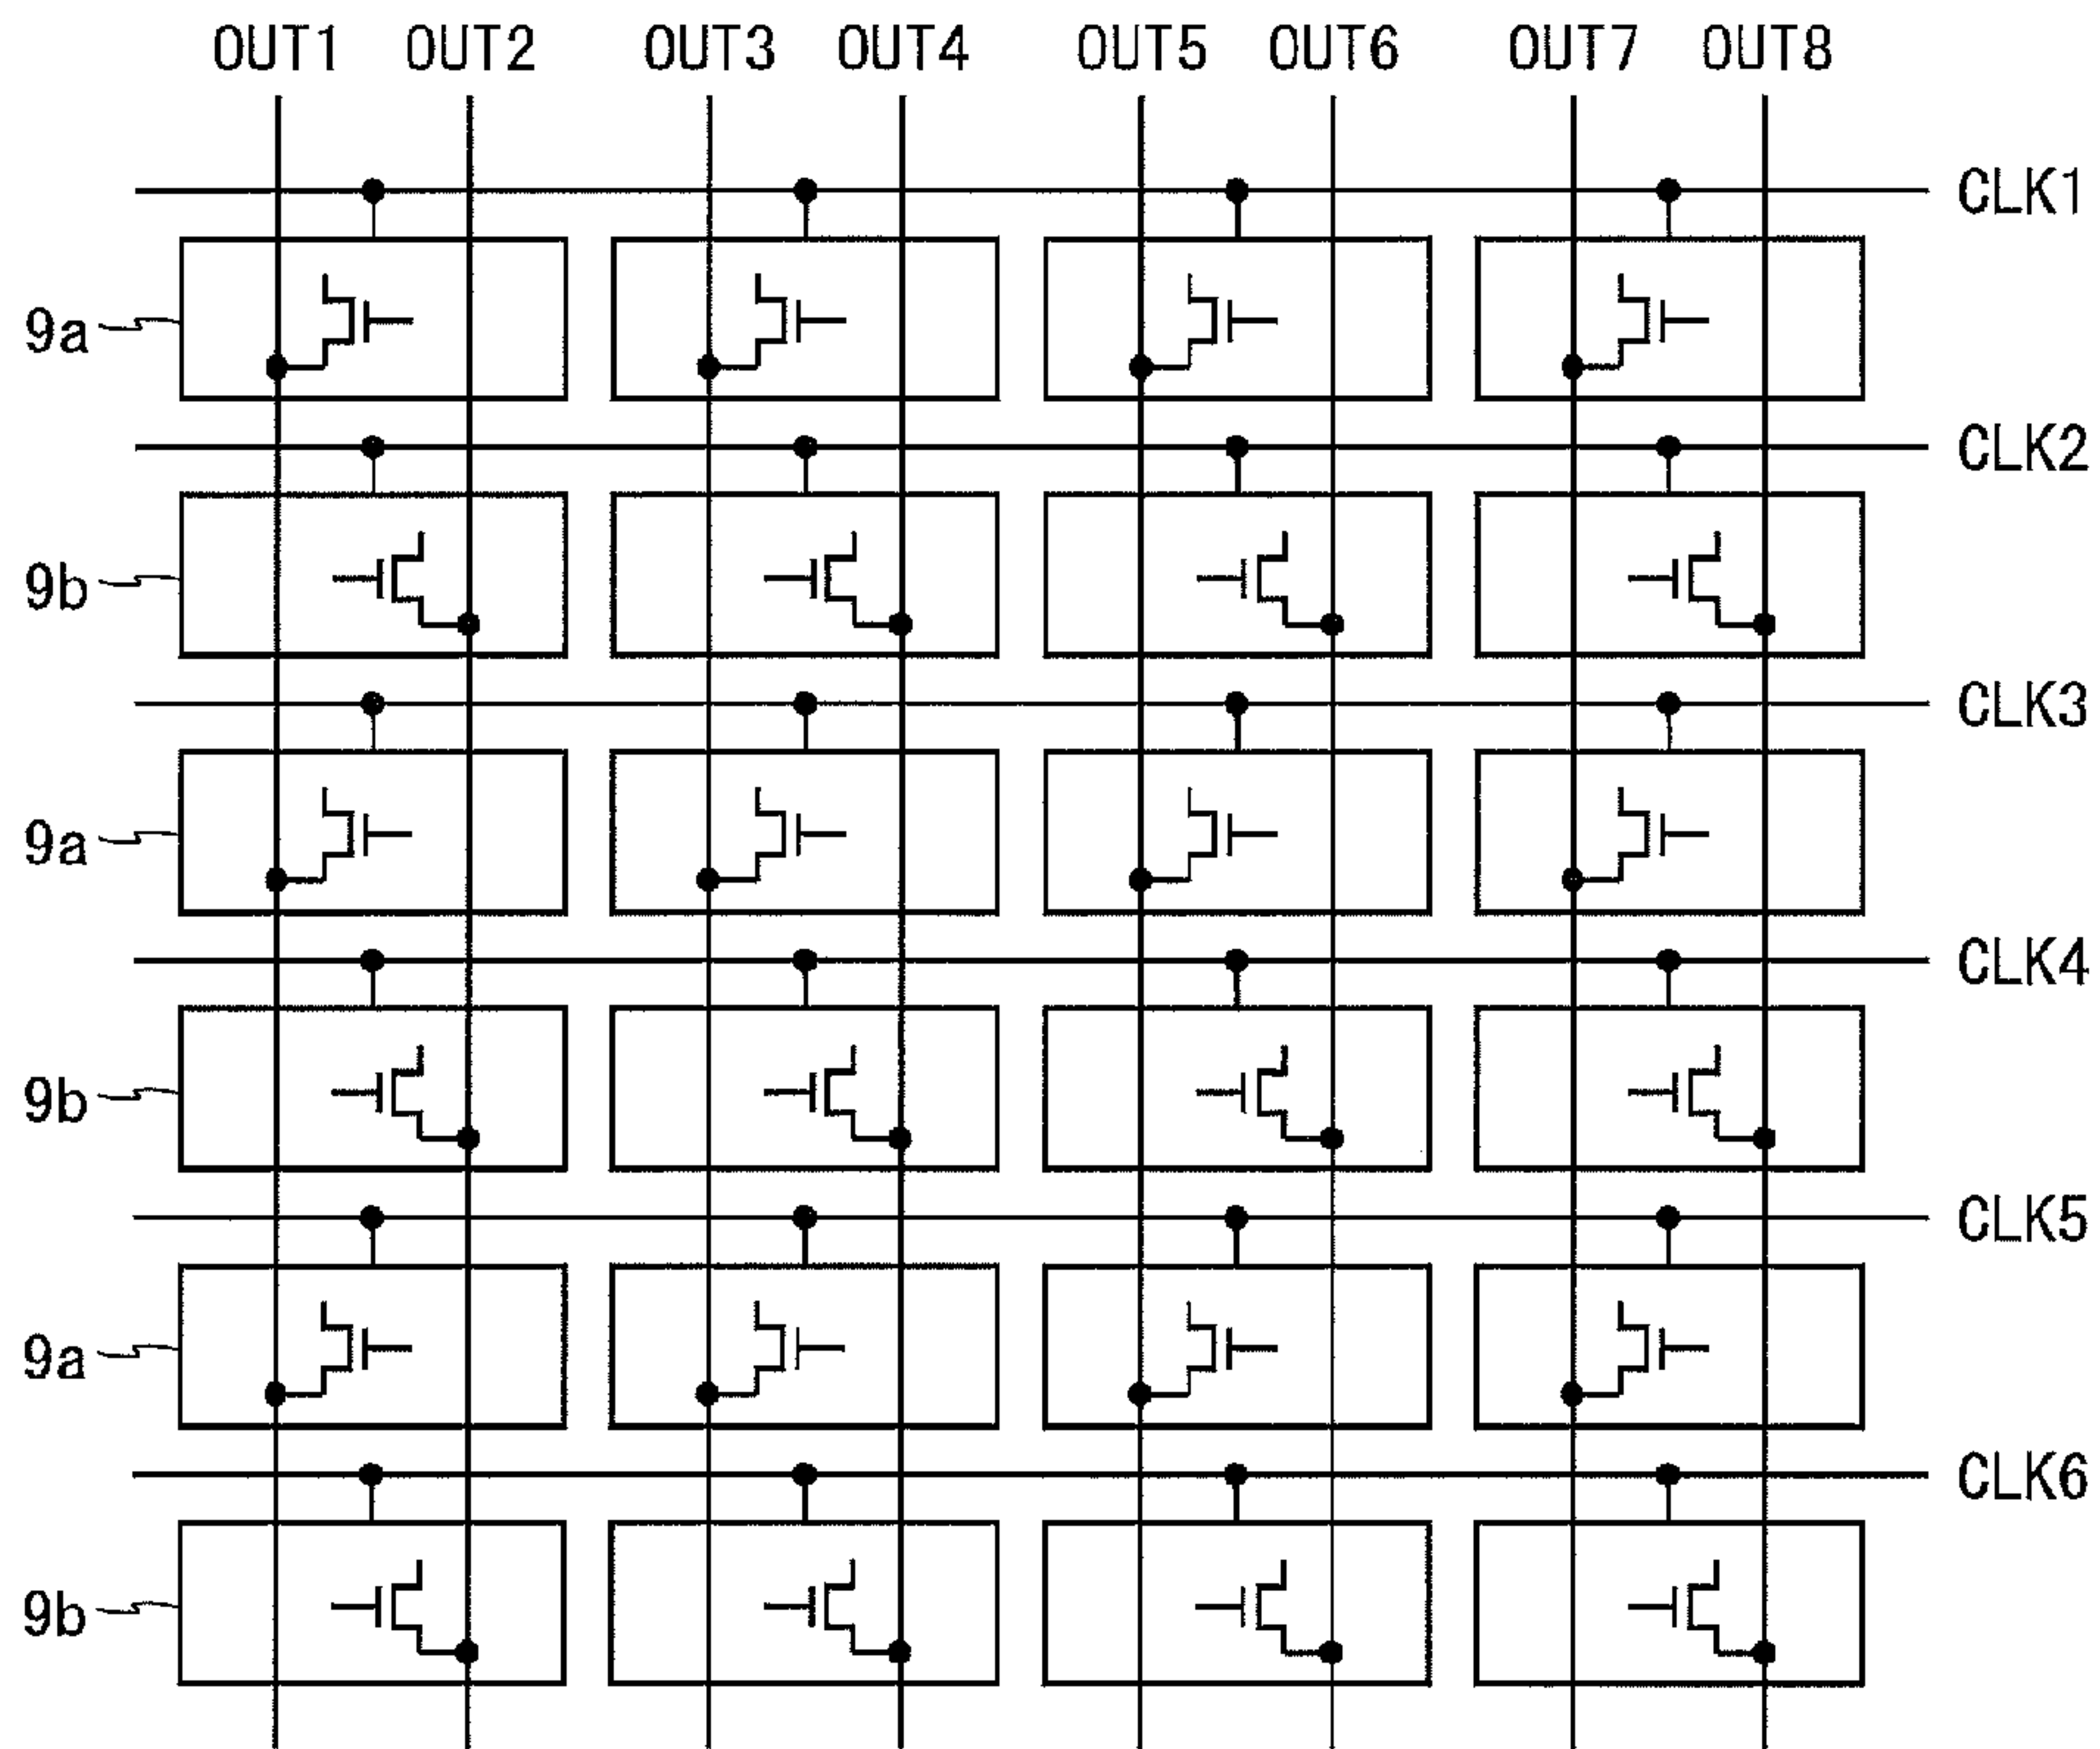 OUT1 OUT2 OUT3 OUT4 OUT5 OUT6 OUT7 OUT8
CLK1
9a
CLK2
9b
CLK3
9a
CLK4
9b
CLK5
9a
CLK6
9b